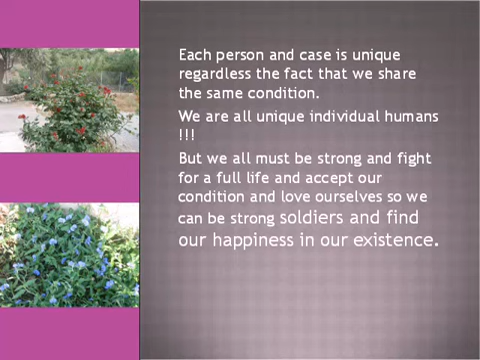 Each person and case is unique
regardless the fact that we share
the same condition.
We are all unique individual humans
!!!
But we all must be strong and fight
for a full life and accept our
condition and love ourselves so we
can be strong soldiers and find
our happiness in our existence.